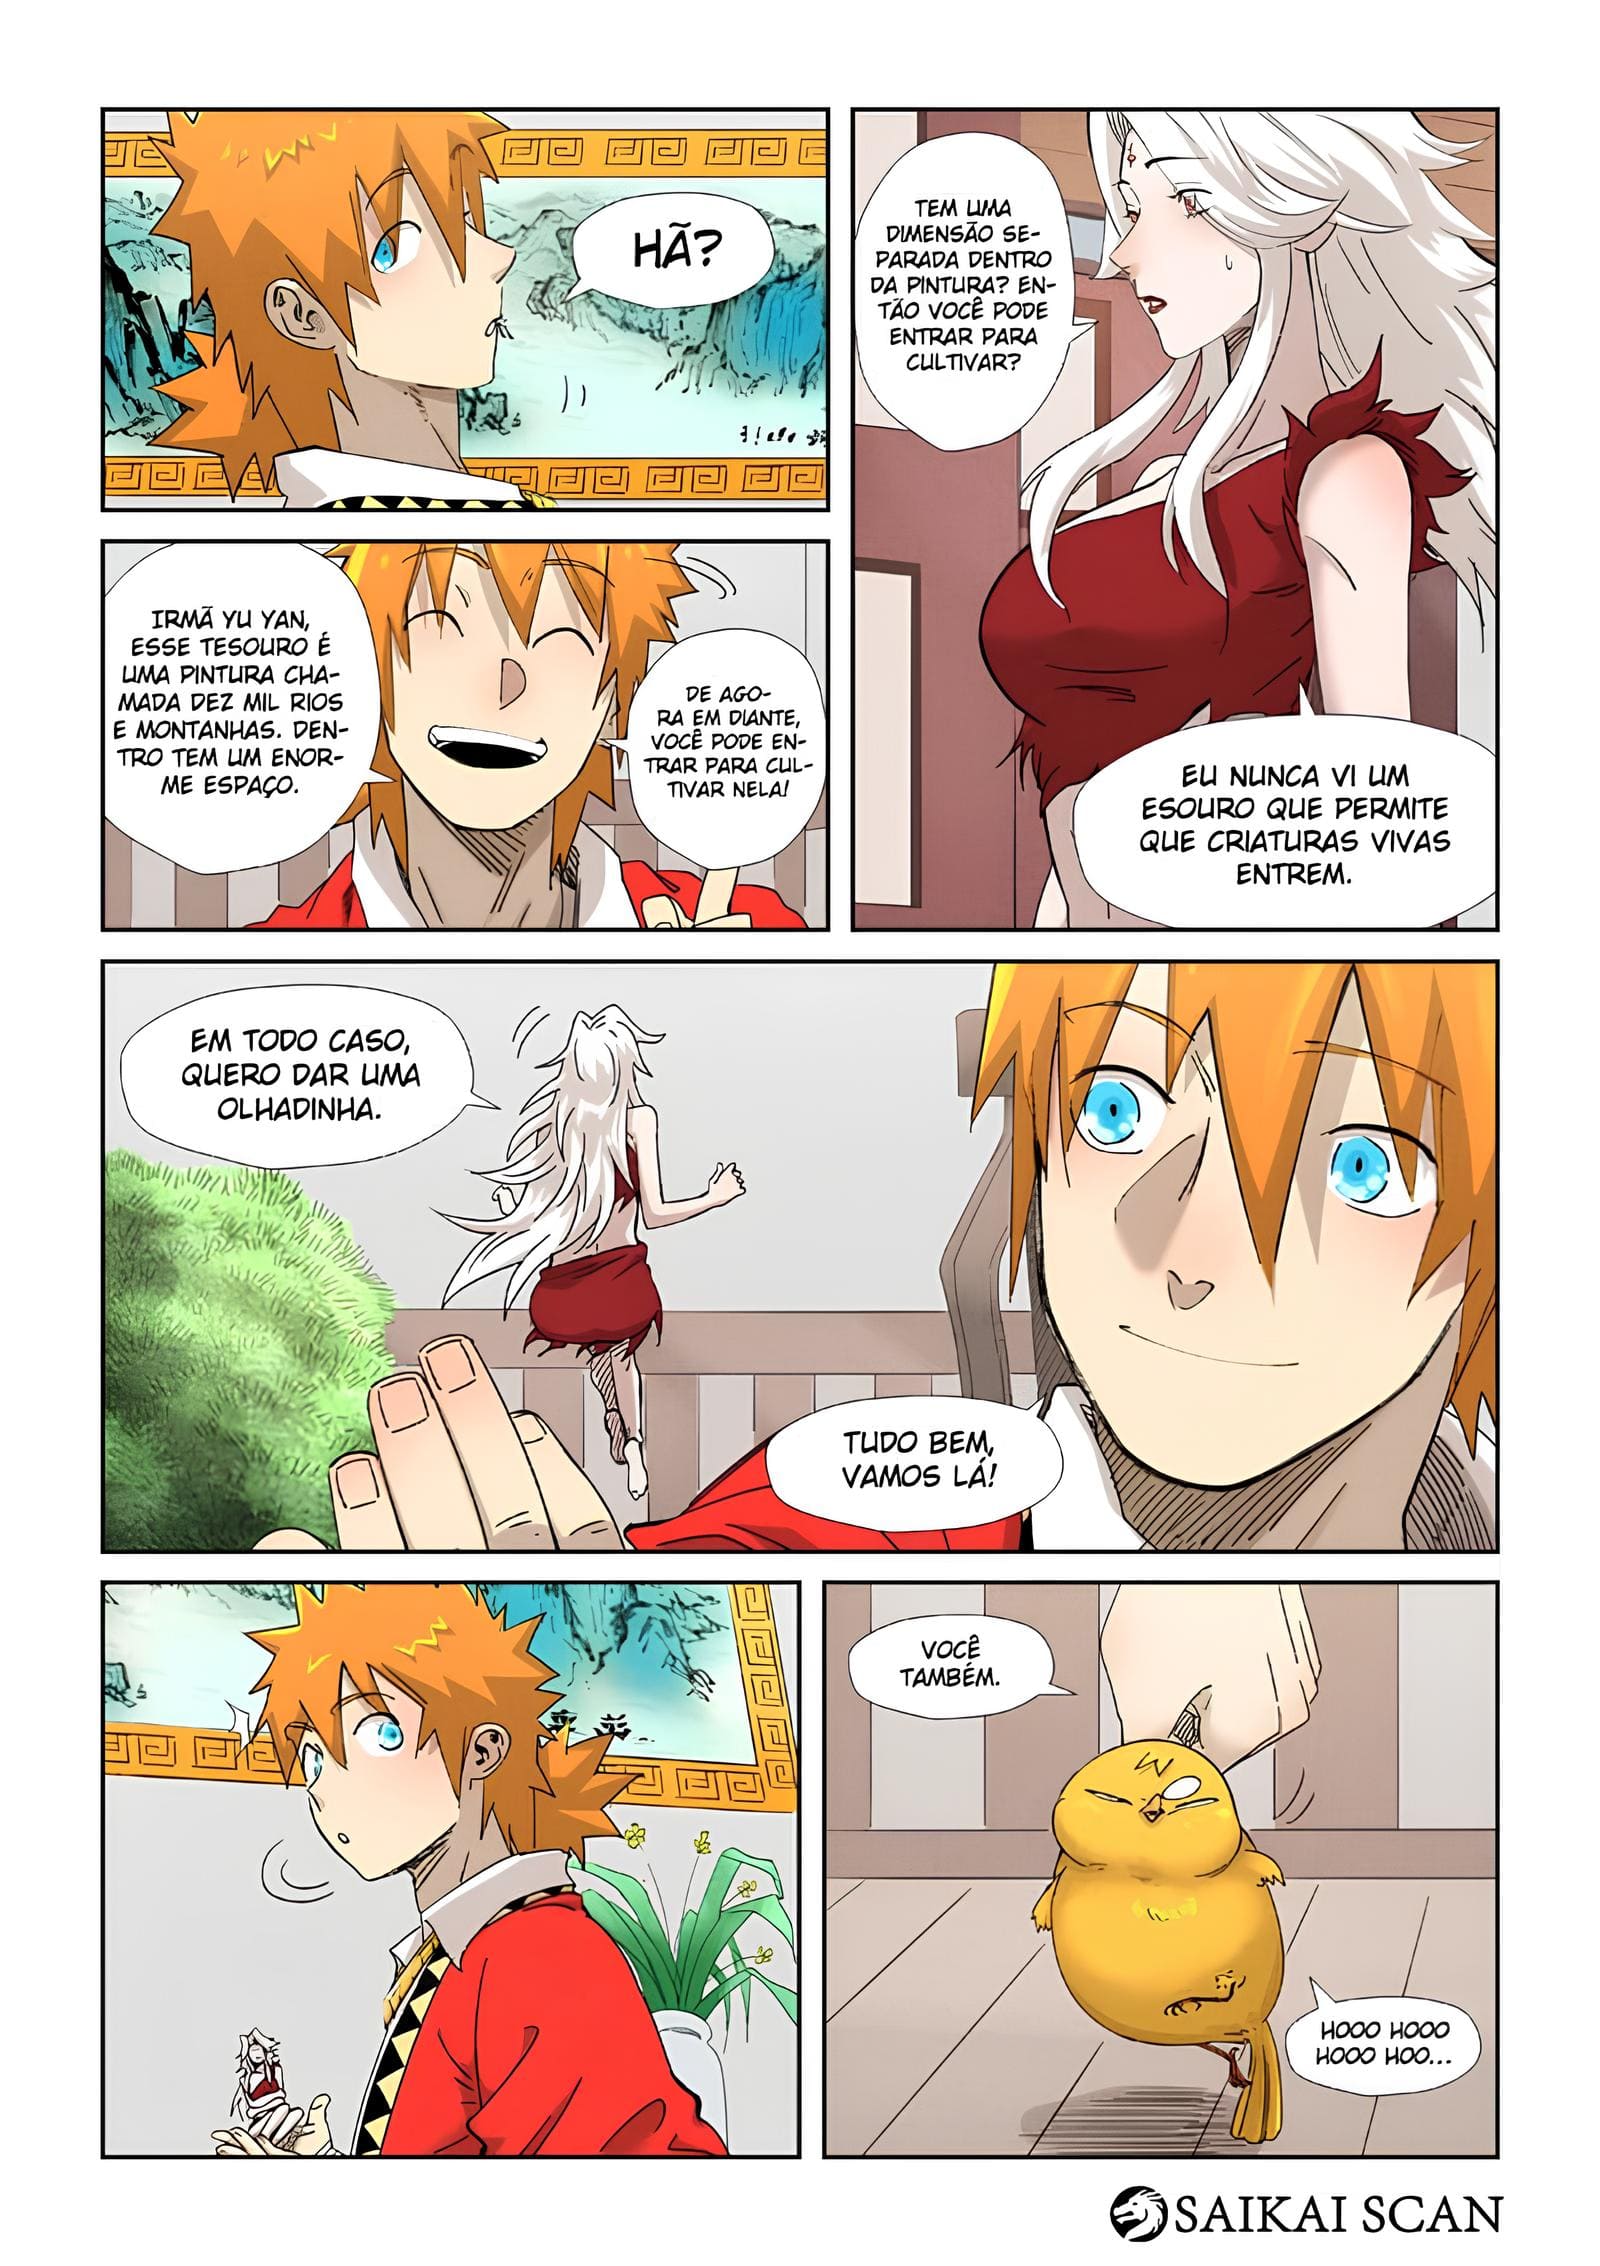 HÃ?
IRMÃ YU YAN,
ESSE TESOURO É
UMA PINTURA CHA-
MADA DEZ MIL RIOS
E MONTANHAS. DEN-
TRO TEM UM ENOR-
ME ESPAÇO.
DE AGO-
RA EM DIANTE,
VOCÊ PODE EN-
TRAR PARA CUL-
TIVAR NELA!
TEM UMA
DIMENSÃO SE-
PARADA DENTRO
DA PINTURA? EN-
TÃO VOCÊ PODE
ENTRAR PARA
CULTIVAR?
EU NUNCA VI UM
ESOURO QUE PERMITE
QUE CRIATURAS VIVAS
ENTREM.
EM TODO CASO,
QUERO DAR UMA
OLHADINHA.
TUDO BEM,
VAMOS LÁ!
VOCÊ
TAMBÉM.
HOOO HOOO
HOOO HOO...
SAIKAI SCAN